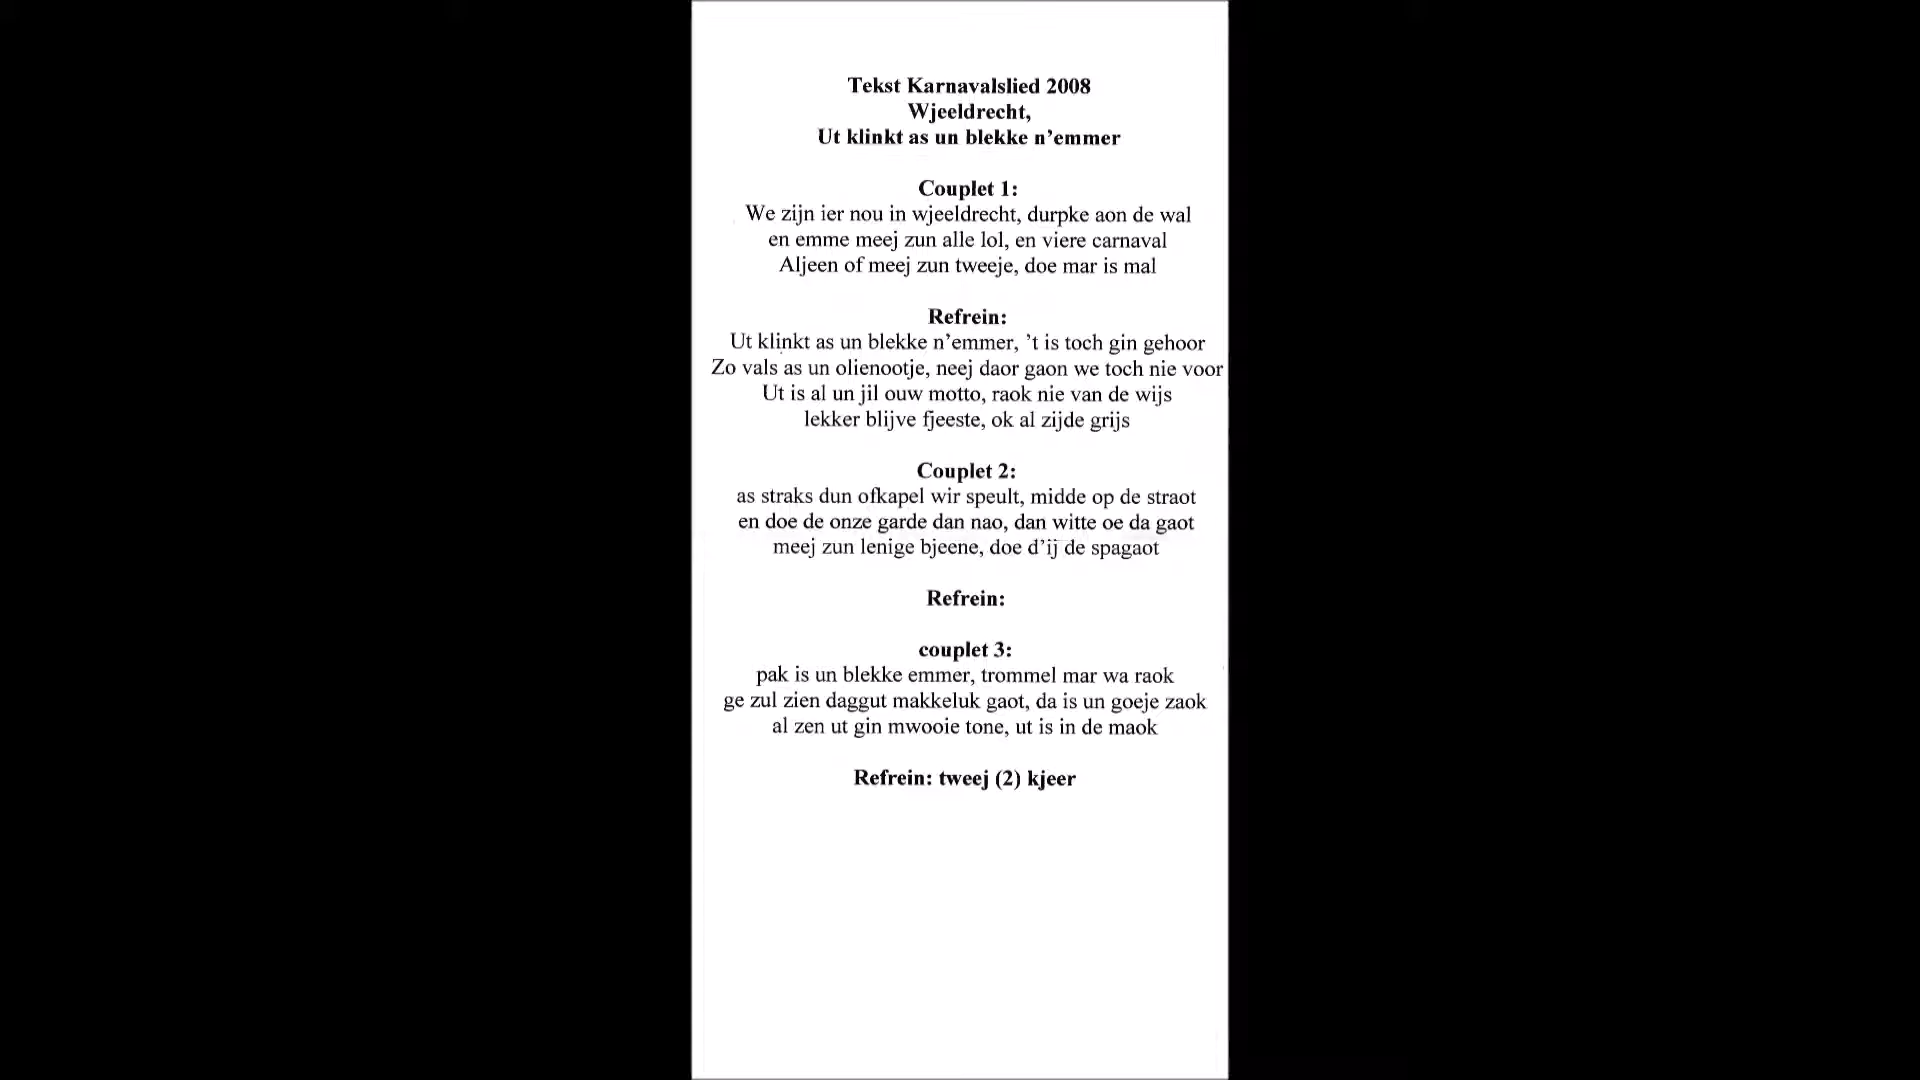 Tekst Karnavalslied 2008
Wjeeldrecht,
Ut klinkt as un blekke n’emmer
Couplet 1:
We zijn ier nou in wjeeldrecht, durpke aon de wal
en emme meej zun alle lol, en viere carnaval
Aljeen of meej zun tweeje, doe mar is mal
Refrein:
Ut klinkt as un blekke n’emmer, ’t is toch gin gehoor
Zo vals as un olienootje, neej daor gaon we toch nie voor
Ut is al un jil ouw motto, raok nie van de wijs
lekker blijve fjeeste, ok al zijde grijs
Couplet 2:
as straks dun ofkapel wir speult, midde op de straot
en doe de onze garde dan nao, dan witte oe da gaot
meej zun lenige bjeene, doe d’ij de spagaot
Refrein:
couplet 3:
pak is un blekke emmer, trommel mar wa raok
ge zul zien daggut makkeluk gaot, da is un goeje zaok
al zen ut gin mwooie tone, ut is in de maok
Refrein: tweej (2) kjeer